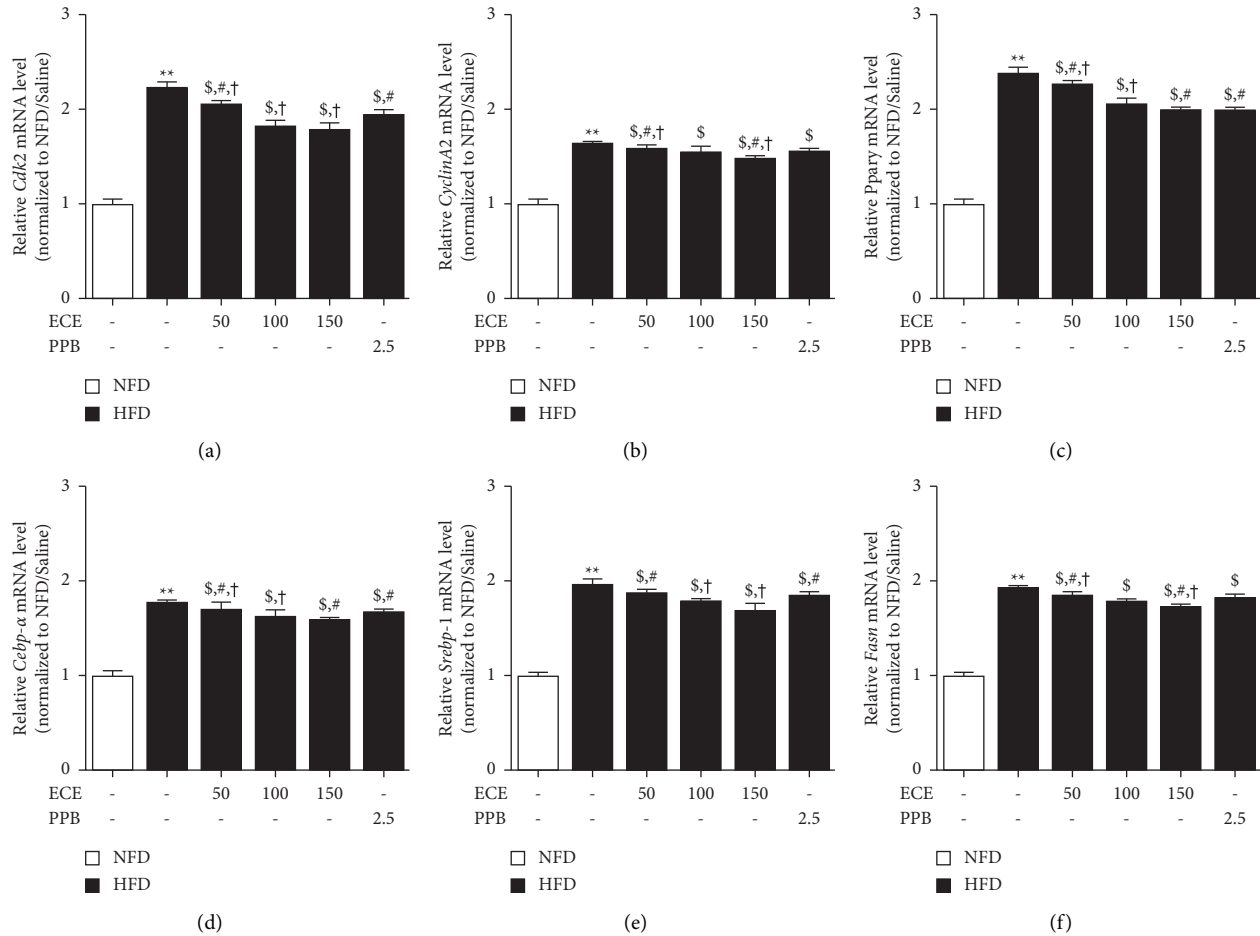 3
2
1
0
Relative Cdk2 mRNA level
(normalized to NFD/Saline)
** $,#,† $,† $,† $,#
ECE - - 50 100 150 -
PPB - - - - - 2.5
NFD
HFD
(a)
3
2
1
0
Relative CyclinA2 mRNA level
(normalized to NFD/Saline)
** $,#,† $ $,#,† $
ECE - - 50 100 150 -
PPB - - - - - 2.5
NFD
HFD
(b)
3
2
1
0
Relative Ppary mRNA level
(normalized to NFD/Saline)
** $,#,† $,† $,# $,#
ECE - - 50 100 150 -
PPB - - - - - 2.5
NFD
HFD
(c)
3
2
1
0
Relative Cebp-α mRNA level
(normalized to NFD/Saline)
** $,#,† $,† $,# $,#
ECE - - 50 100 150 -
PPB - - - - - 2.5
NFD
HFD
(d)
3
2
1
0
Relative Srebp-1 mRNA level
(normalized to NFD/Saline)
** $,# $,† $,† $,#
ECE - - 50 100 150 -
PPB - - - - - 2.5
NFD
HFD
(e)
3
2
1
0
Relative Fasn mRNA level
(normalized to NFD/Saline)
** $,#,† $ $,#,† $
ECE - - 50 100 150 -
PPB - - - - - 2.5
NFD
HFD
(f)